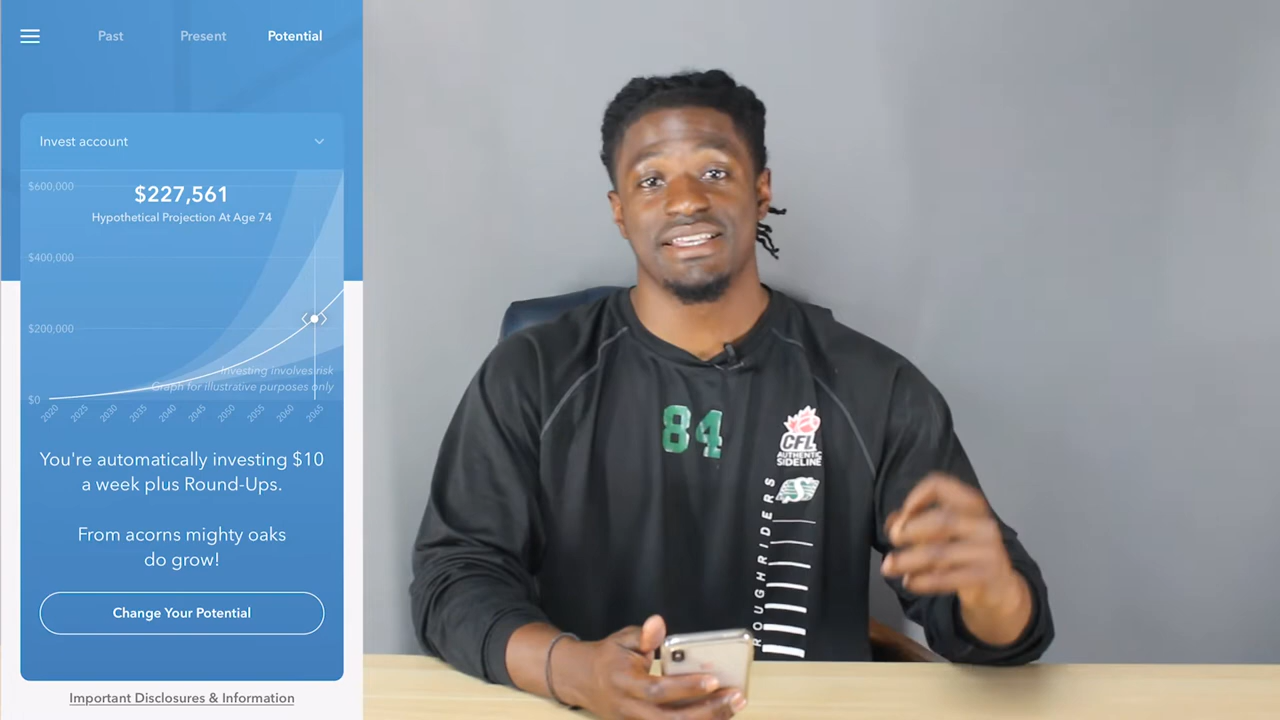 Past Present Potential
Invest account
$600,000
$227,561
Hypothetical Projection At Age 74
$400,000
$200,000
Investing involves risk
Graph for illustrative purposes only
$0
2020 2025 2030 2035 2040 2045 2050 2055 2060 2065
You're automatically investing $10
a week plus Round-Ups.
From acorns mighty oaks
do grow!
Change Your Potential
Important Disclosures & Information
84
CFL
AUTHENTIC
SIDELINE
S
ROUGHRIDERS